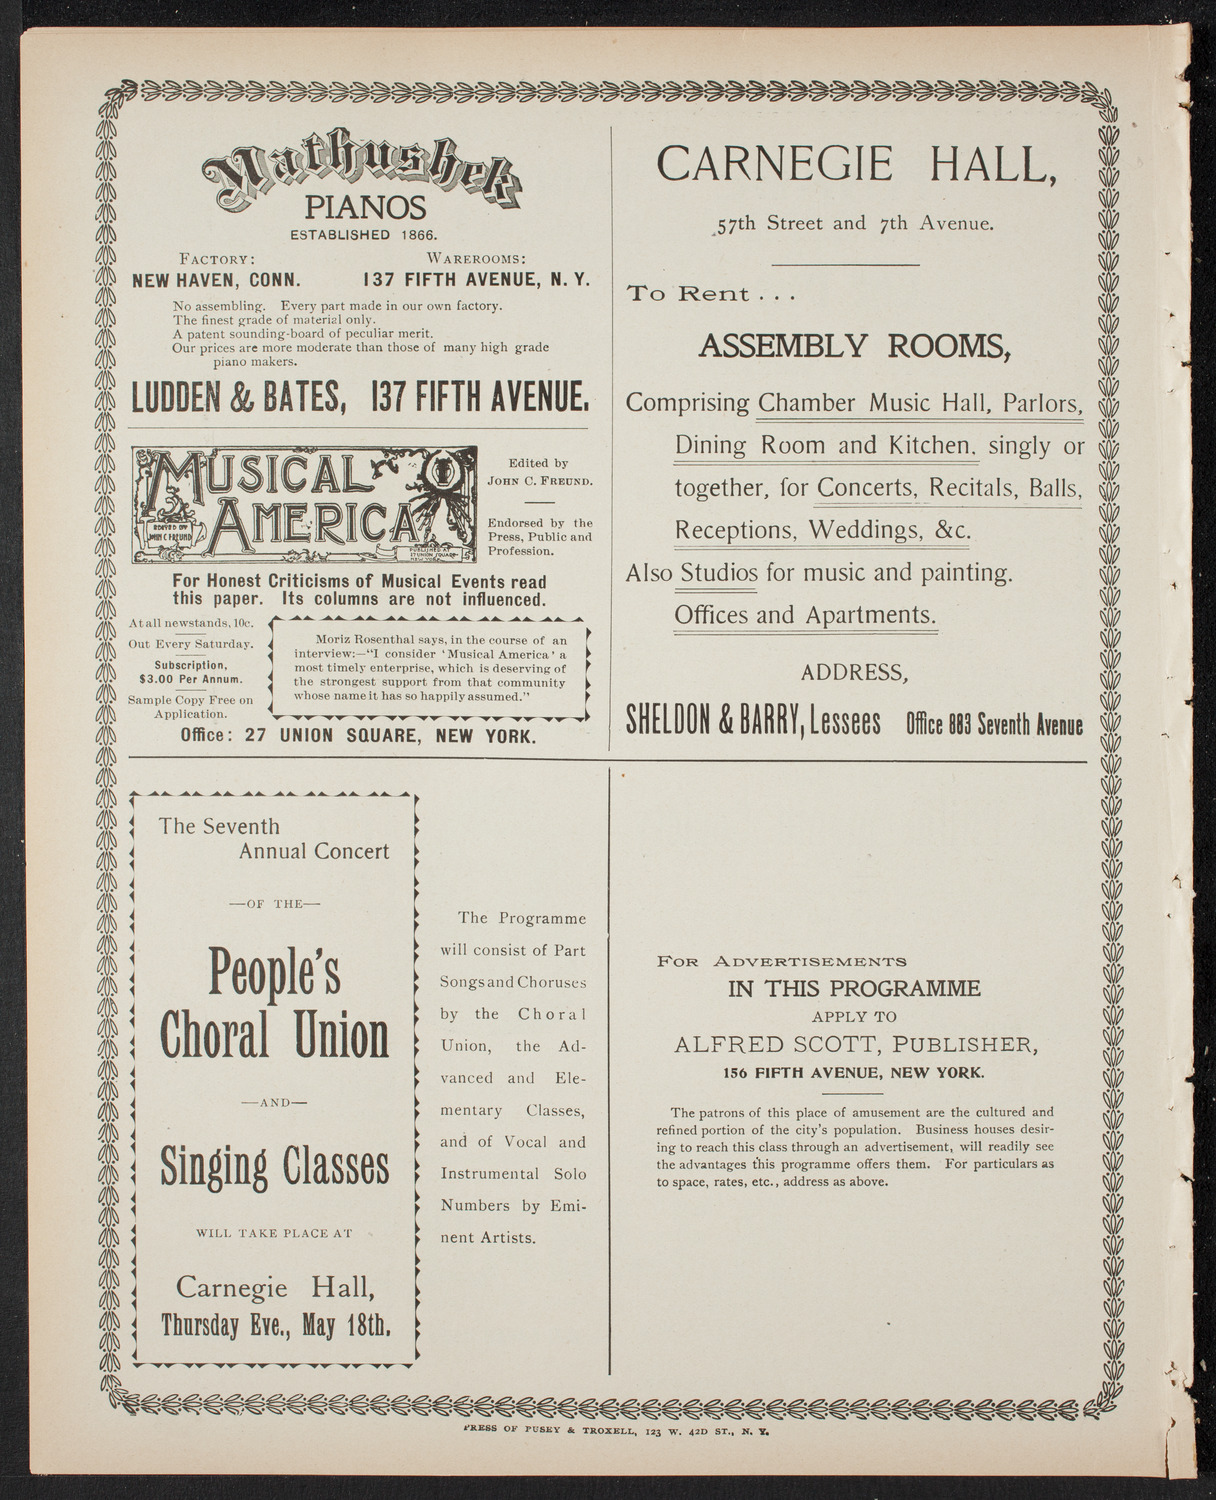 Mathushek
PIANOS
ESTABLISHED 1866.
FACTORY:
NEW HAVEN, CONN.
WAREROOMS:
137 FIFTH AVENUE, N. Y.
No assembling. Every part made in our own factory.
The finest grade of material only.
A patent sounding-board of peculiar merit.
Our prices are more moderate than those of many high grade
piano makers.
LUDDEN & BATES, 137 FIFTH AVENUE.
MUSICAL
AMERICA
EDITED BY
JOHN C FREUND
PUBLISHED AT
27 UNION SQUARE
NEW YORK
Edited by
JOHN C. FREUND.
Endorsed by the
Press, Public and
Profession.
For Honest Criticisms of Musical Events read
this paper. Its columns are not influenced.
At all newstands, 10c.
Out Every Saturday.
Subscription,
$3.00 Per Annum.
Sample Copy Free on
Application.
Moriz Rosenthal says, in the course of an
interview:—"I consider 'Musical America' a
most timely enterprise, which is deserving of
the strongest support from that community
whose name it has so happily assumed."
Office: 27 UNION SQUARE, NEW YORK.
CARNEGIE HALL,
57th Street and 7th Avenue.
To Rent . . .
ASSEMBLY ROOMS,
Comprising Chamber Music Hall, Parlors,
Dining Room and Kitchen, singly or
together, for Concerts, Recitals, Balls,
Receptions, Weddings, &c.
Also Studios for music and painting.
Offices and Apartments.
ADDRESS,
SHELDON & BARRY, Lessees Office 883 Seventh Avenue
The Seventh
Annual Concert
—OF THE—
People's
Choral Union
—AND—
Singing Classes
WILL TAKE PLACE AT
Carnegie Hall,
Thursday Eve., May 18th.
The Programme
will consist of Part
Songs and Choruses
by the Choral
Union, the Ad-
vanced and Ele-
mentary Classes,
and of Vocal and
Instrumental Solo
Numbers by Emi-
nent Artists.
FOR ADVERTISEMENTS
IN THIS PROGRAMME
APPLY TO
ALFRED SCOTT, PUBLISHER,
156 FIFTH AVENUE, NEW YORK.
The patrons of this place of amusement are the cultured and
refined portion of the city's population. Business houses desir-
ing to reach this class through an advertisement, will readily see
the advantages this programme offers them. For particulars as
to space, rates, etc., address as above.
PRESS OF PUSEY & TROXELL, 123 W. 42D ST., N. Y.